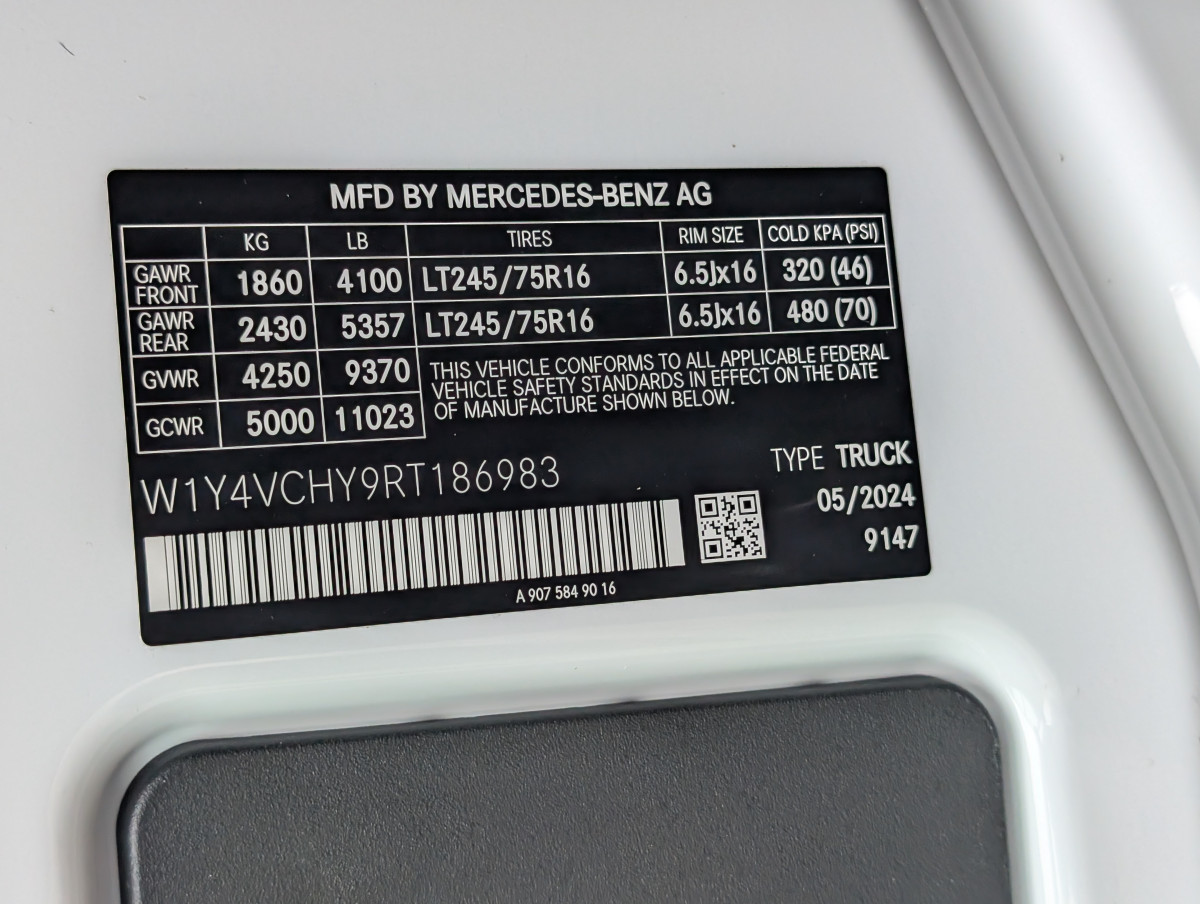 MFD BY MERCEDES-BENZ AG
KG LB TIRES RIM SIZE COLD KPA (PSI)
GAWR FRONT 1860 4100 LT245/75R16 6.5Jx16 320 (46)
GAWR REAR 2430 5357 LT245/75R16 6.5Jx16 480 (70)
GVWR 4250 9370
GCWR 5000 11023
THIS VEHICLE CONFORMS TO ALL APPLICABLE FEDERAL
VEHICLE SAFETY STANDARDS IN EFFECT ON THE DATE
OF MANUFACTURE SHOWN BELOW.
W1Y4VCHY9RT186983
TYPE TRUCK
05/2024
9147
A 907 584 90 16